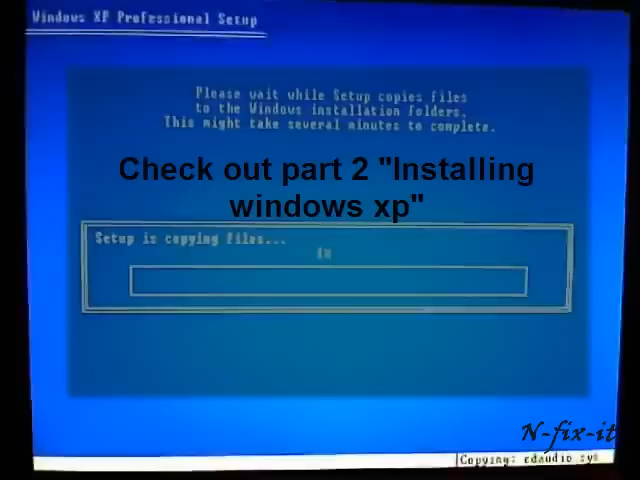 Windows XP Professional Setup
Please wait while Setup copies files
to the Windows installation folders.
This might take several minutes to complete.
Check out part 2 "Installing
windows xp"
Setup is copying files...
N-fix-it
Copying: cdaudio.sys